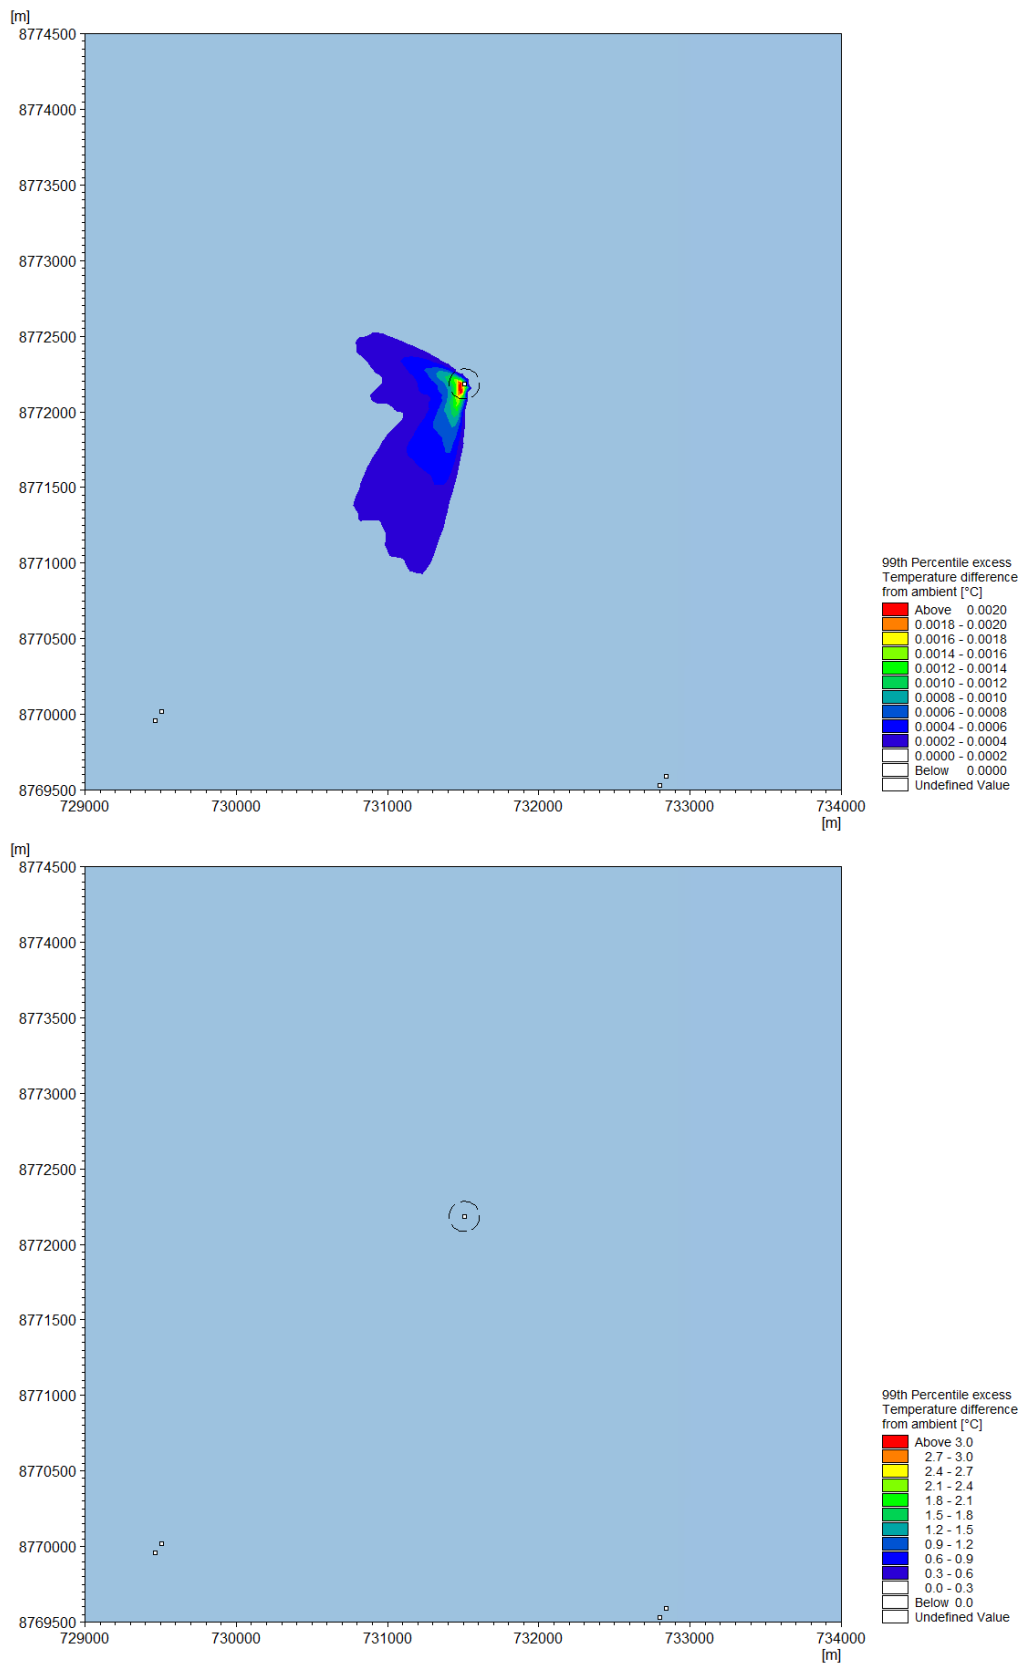 [m]
8774500
8774000
8773500
8773000
8772500
8772000
8771500
8771000
8770500
8770000
8769500
729000 730000 731000 732000 733000 734000
[m]
99th Percentile excess
Temperature difference
from ambient [°C]
Above 0.0020
0.0018 - 0.0020
0.0016 - 0.0018
0.0014 - 0.0016
0.0012 - 0.0014
0.0010 - 0.0012
0.0008 - 0.0010
0.0006 - 0.0008
0.0004 - 0.0006
0.0002 - 0.0004
0.0000 - 0.0002
Below 0.0000
Undefined Value
[m]
8774500
8774000
8773500
8773000
8772500
8772000
8771500
8771000
8770500
8770000
8769500
729000 730000 731000 732000 733000 734000
[m]
99th Percentile excess
Temperature difference
from ambient [°C]
Above 3.0
2.7 - 3.0
2.4 - 2.7
2.1 - 2.4
1.8 - 2.1
1.5 - 1.8
1.2 - 1.5
0.9 - 1.2
0.6 - 0.9
0.3 - 0.6
0.0 - 0.3
Below 0.0
Undefined Value